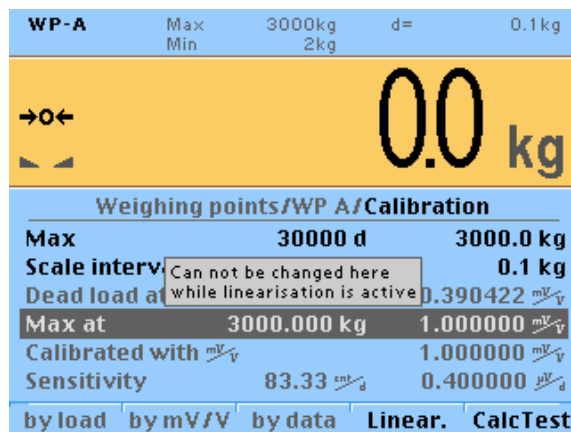 WP-A Max 3000kg d= 0.1kg
Min 2kg
→0←
0.0 kg
Weighing points/WP A/Calibration
Max 30000 d 3000.0 kg
Scale interv 0.1 kg
Can not be changed here
while linearisation is active
Dead load at 0.390422 mV/V
Max at 3000.000 kg 1.000000 mV/V
Calibrated with mV/V 1.000000 mV/V
Sensitivity 83.33 0.400000 µV/d
by load by mV/V by data Linear. CalcTest